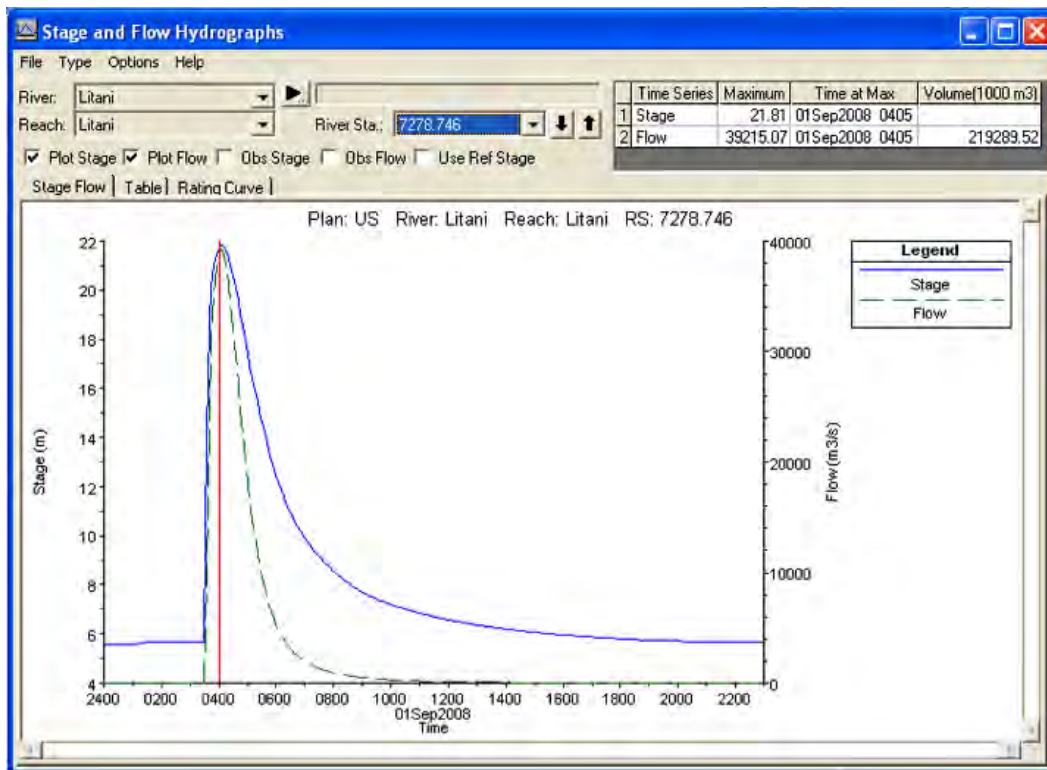 Stage and Flow Hydrographs
File Type Options Help
River: Litani
Reach: Litani River Sta.: 7278.746
Plot Stage Plot Flow Obs Stage Obs Flow Use Ref Stage
Time Series Maximum Time at Max Volume(1000 m3)
1 Stage 21.81 01Sep2008 0405
2 Flow 39215.07 01Sep2008 0405 219289.52
Stage Flow Table Rating Curve
Plan: US River: Litani Reach: Litani RS: 7278.746
22
20
18
16
14
12
10
8
6
4
Stage (m)
40000
30000
20000
10000
0
Flow (m3/s)
Legend
Stage
Flow
2400 0200 0400 0600 0800 1000 1200 1400 1600 1800 2000 2200
01Sep2008
Time